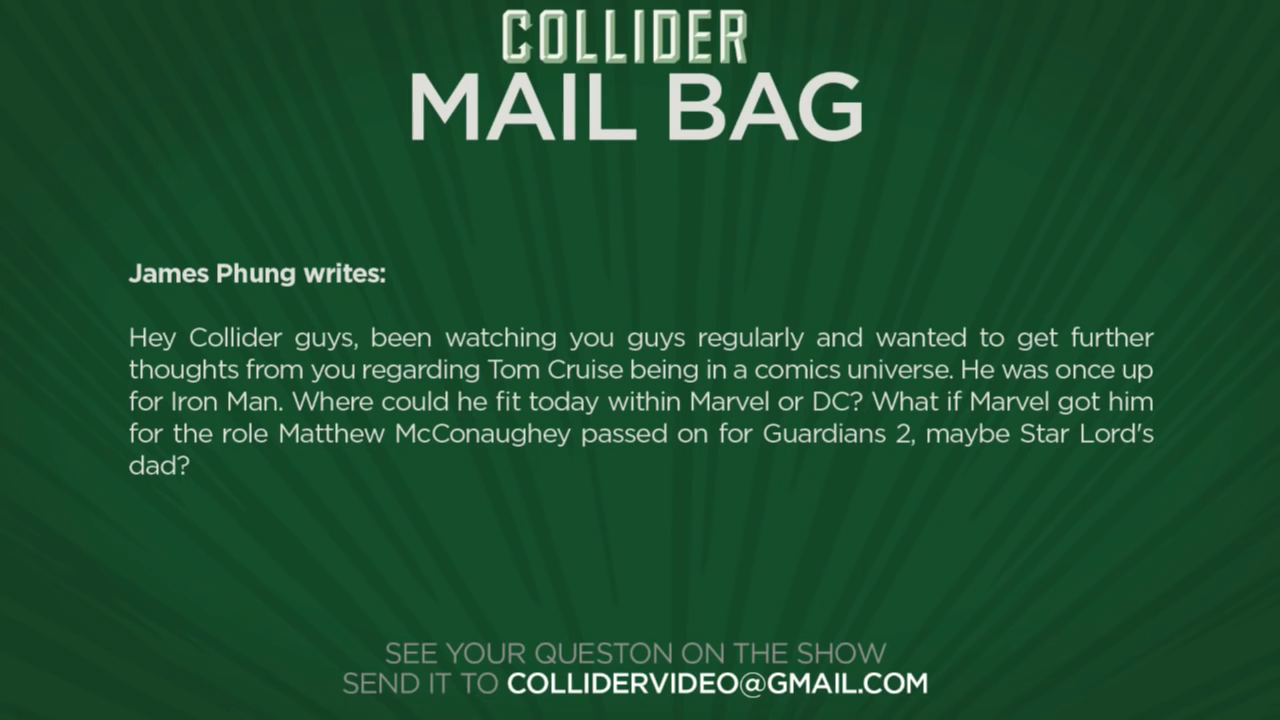 COLLIDER
MAIL BAG
James Phung writes:
Hey Collider guys, been watching you guys regularly and wanted to get further
thoughts from you regarding Tom Cruise being in a comics universe. He was once up
for Iron Man. Where could he fit today within Marvel or DC? What if Marvel got him
for the role Matthew McConaughey passed on for Guardians 2, maybe Star Lord's
dad?
SEE YOUR QUESTON ON THE SHOW
SEND IT TO COLLIDERVIDEO@GMAIL.COM